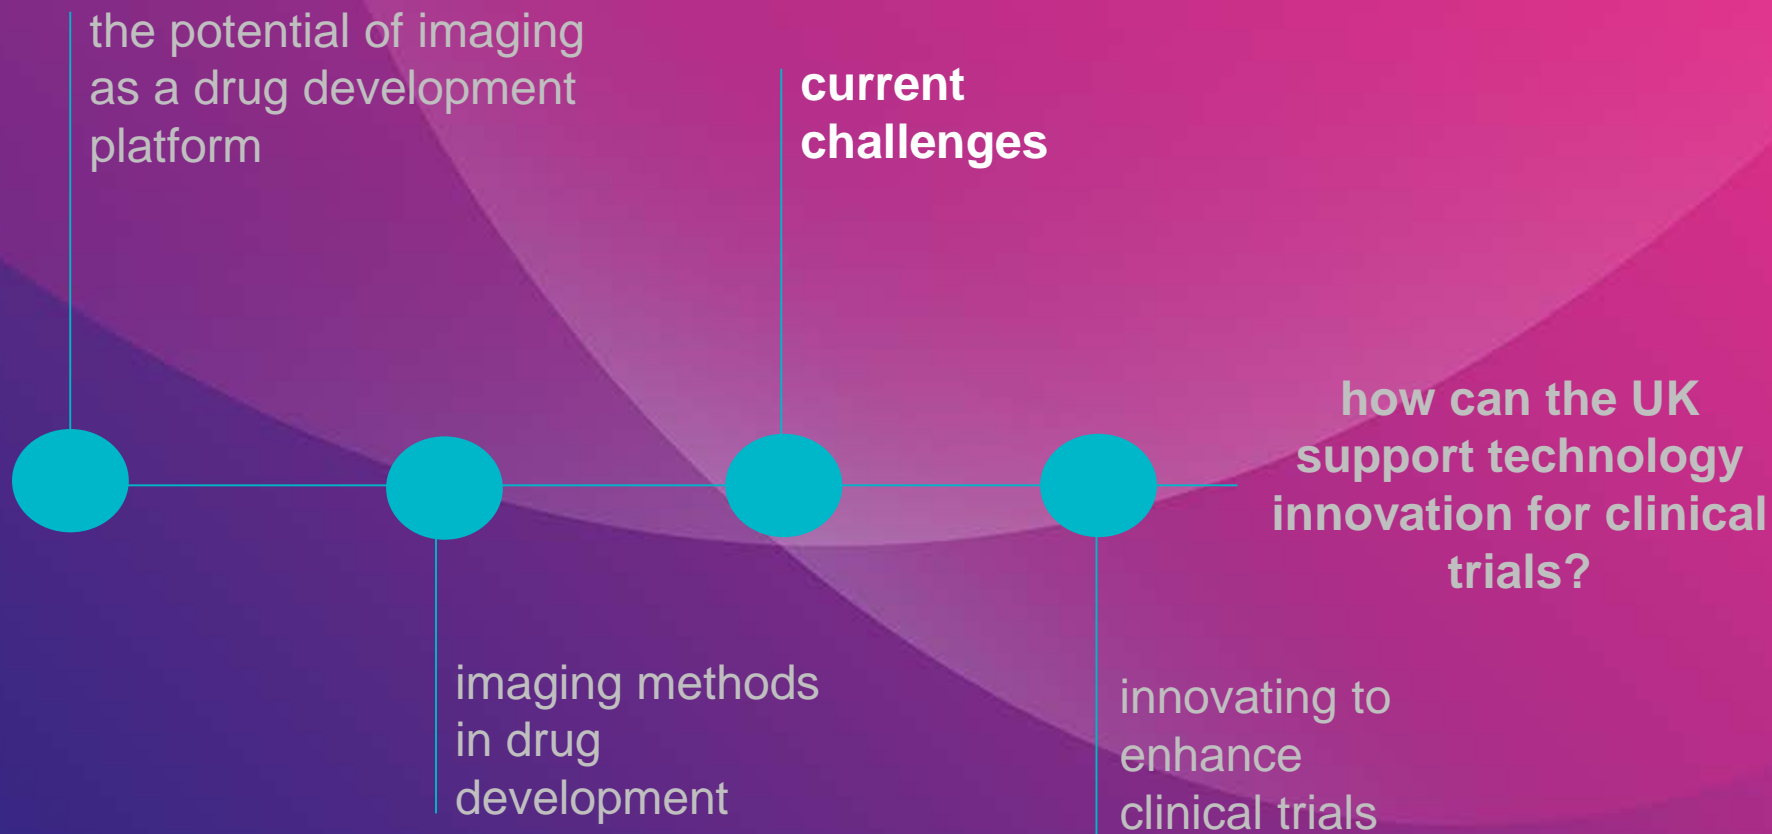 the potential of imaging
as a drug development
platform
imaging methods
in drug
development
current
challenges
innovating to
enhance
clinical trials
how can the UK
support technology
innovation for clinical
trials?